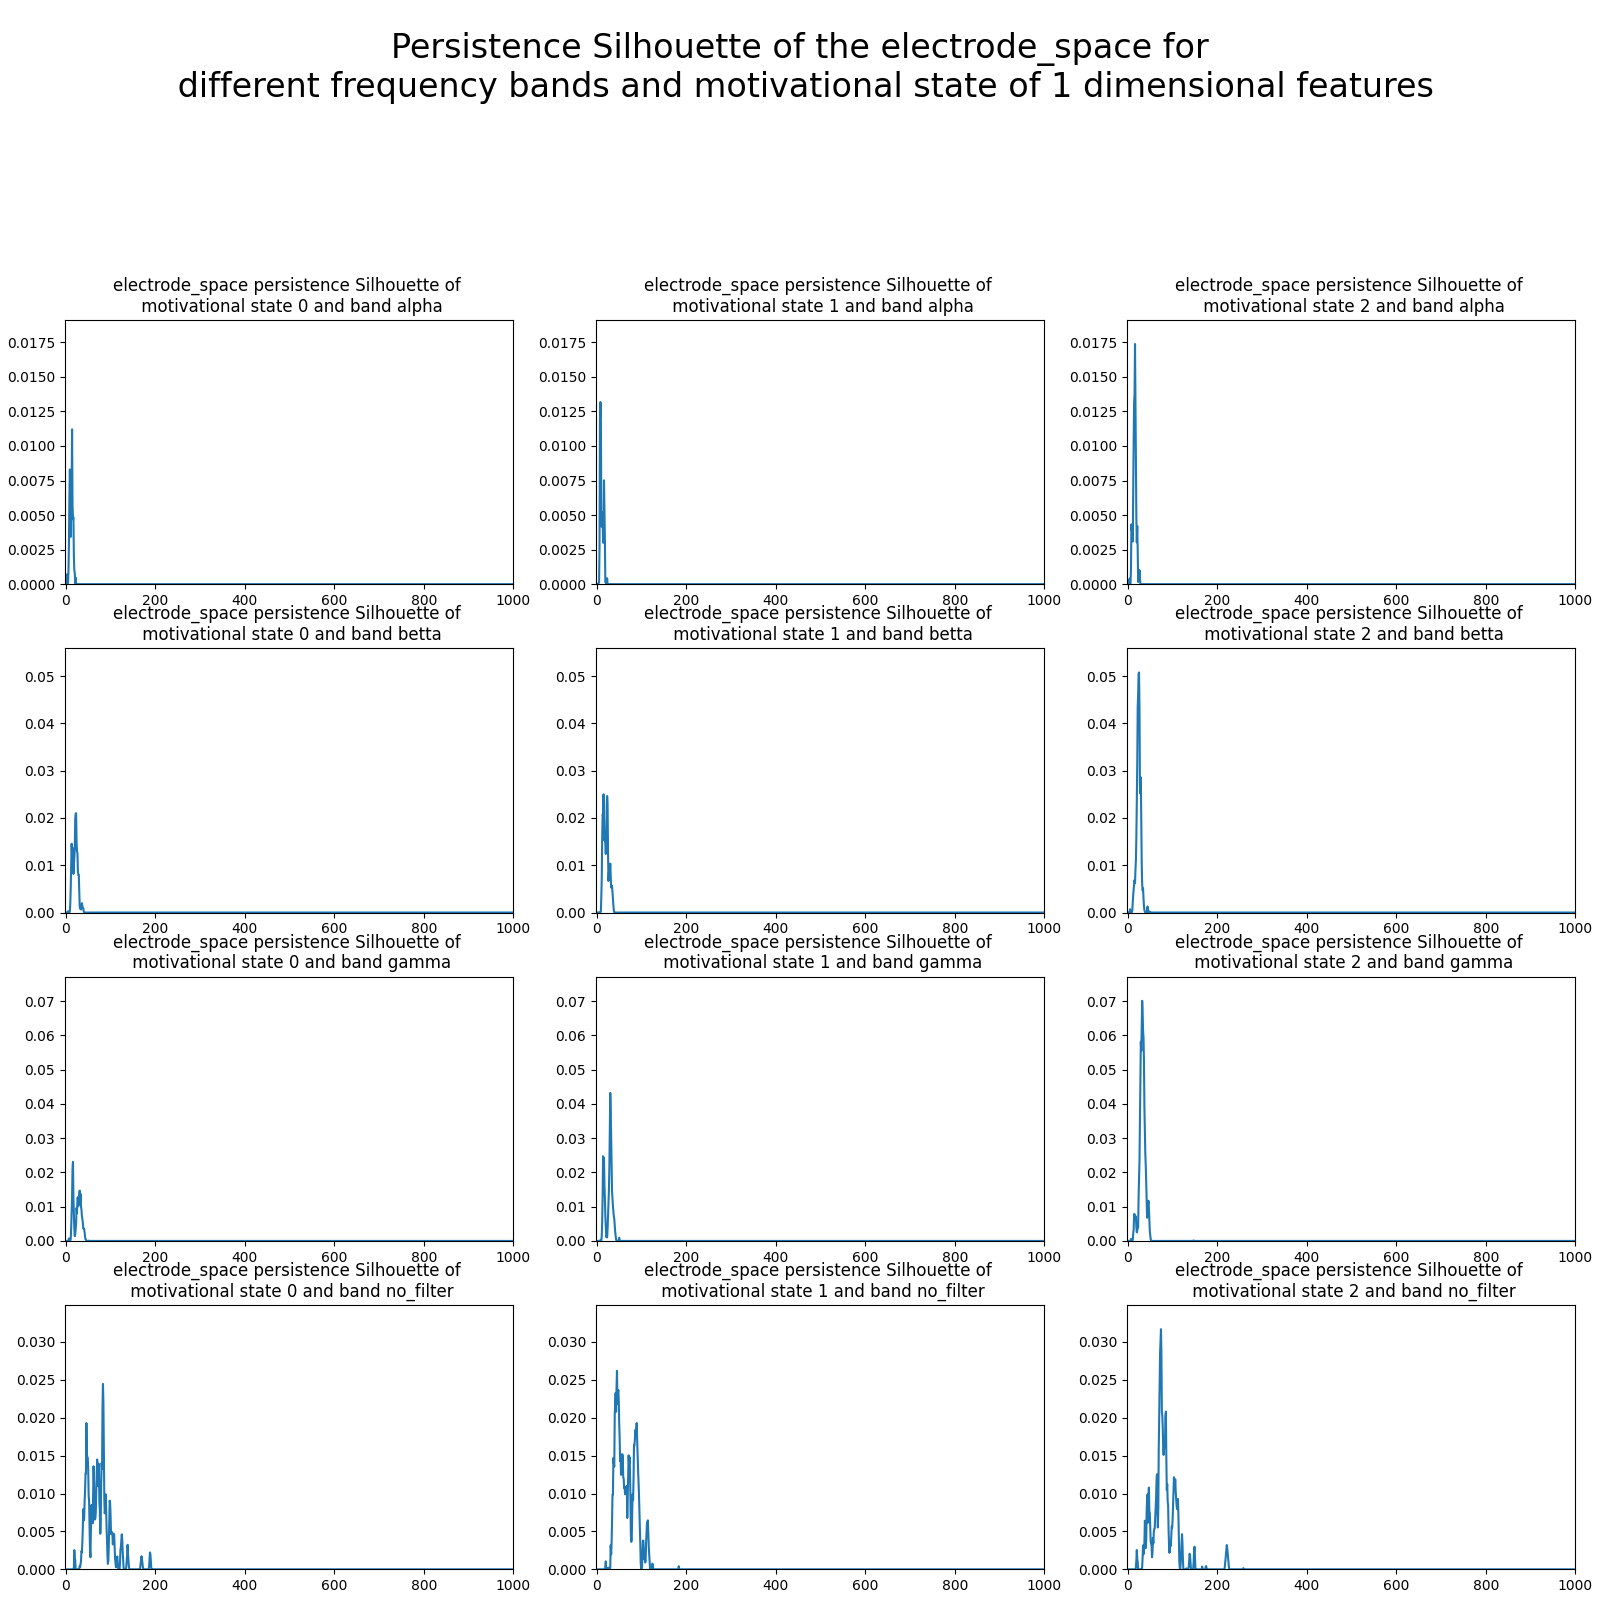 Persistence Silhouette of the electrode_space for
different frequency bands and motivational state of 1 dimensional features
electrode_space persistence Silhouette of
motivational state 0 and band alpha
0.0175
0.0150
0.0125
0.0100
0.0075
0.0050
0.0025
0.0000
0 200 400 600 800 1000
electrode_space persistence Silhouette of
motivational state 1 and band alpha
0.0175
0.0150
0.0125
0.0100
0.0075
0.0050
0.0025
0.0000
0 200 400 600 800 1000
electrode_space persistence Silhouette of
motivational state 2 and band alpha
0.0175
0.0150
0.0125
0.0100
0.0075
0.0050
0.0025
0.0000
0 200 400 600 800 1000
electrode_space persistence Silhouette of
motivational state 0 and band betta
0.05
0.04
0.03
0.02
0.01
0.00
0 200 400 600 800 1000
electrode_space persistence Silhouette of
motivational state 1 and band betta
0.05
0.04
0.03
0.02
0.01
0.00
0 200 400 600 800 1000
electrode_space persistence Silhouette of
motivational state 2 and band betta
0.05
0.04
0.03
0.02
0.01
0.00
0 200 400 600 800 1000
electrode_space persistence Silhouette of
motivational state 0 and band gamma
0.07
0.06
0.05
0.04
0.03
0.02
0.01
0.00
0 200 400 600 800 1000
electrode_space persistence Silhouette of
motivational state 1 and band gamma
0.07
0.06
0.05
0.04
0.03
0.02
0.01
0.00
0 200 400 600 800 1000
electrode_space persistence Silhouette of
motivational state 2 and band gamma
0.07
0.06
0.05
0.04
0.03
0.02
0.01
0.00
0 200 400 600 800 1000
electrode_space persistence Silhouette of
motivational state 0 and band no_filter
0.030
0.025
0.020
0.015
0.010
0.005
0.000
0 200 400 600 800 1000
electrode_space persistence Silhouette of
motivational state 1 and band no_filter
0.030
0.025
0.020
0.015
0.010
0.005
0.000
0 200 400 600 800 1000
electrode_space persistence Silhouette of
motivational state 2 and band no_filter
0.030
0.025
0.020
0.015
0.010
0.005
0.000
0 200 400 600 800 1000